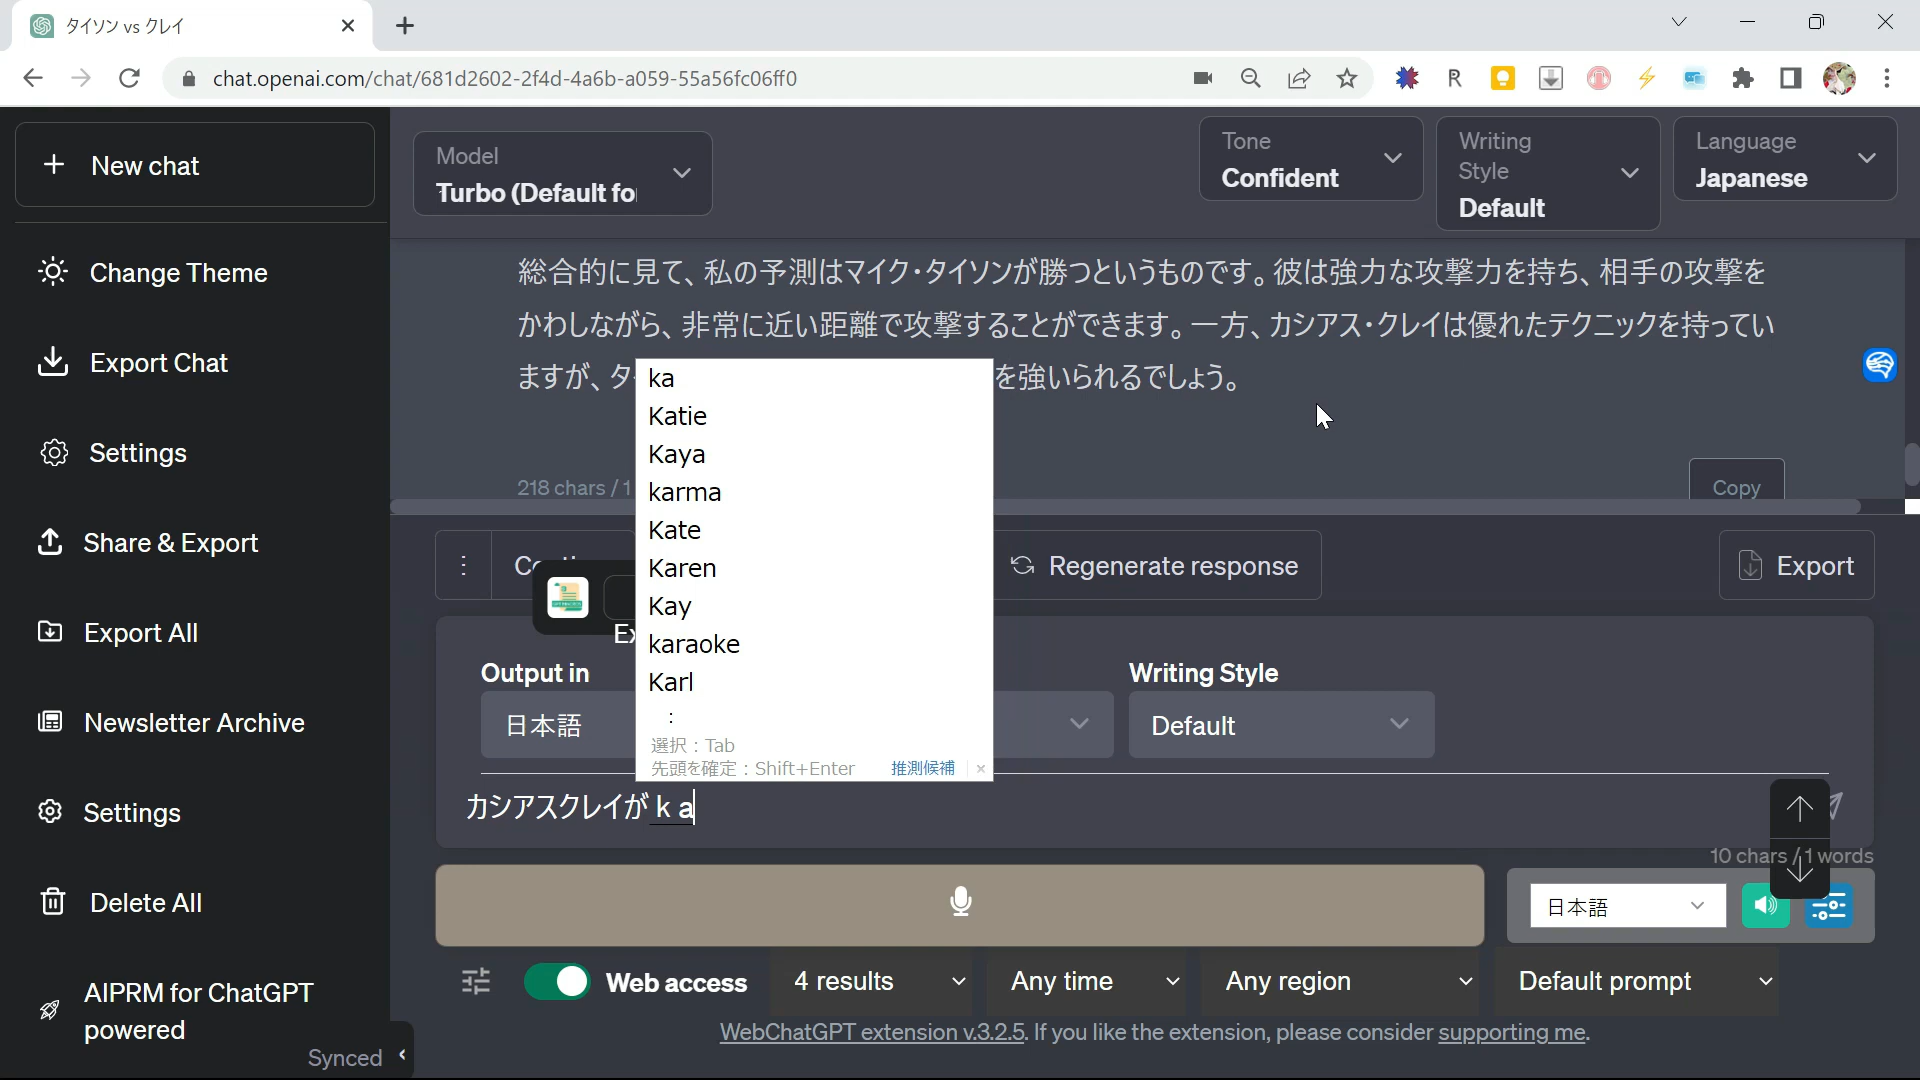 タイソン vs クレイ
chat.openai.com/chat/681d2602-2f4d-4a6b-a059-55a56fc06ff0
R
New chat
Change Theme
Export Chat
Settings
Share & Export
Export All
Newsletter Archive
Settings
Delete All
AIPRM for ChatGPT
powered
Synced
Model
Turbo (Default for
Tone
Confident
Writing
Style
Default
Language
Japanese
総合的に見て、私の予測はマイク・タイソンが勝つというものです。彼は強力な攻撃力を持ち、相手の攻撃を
かわしながら、非常に近い距離で攻撃することができます。一方、カシアス・クレイは優れたテクニックを持ってい
ますが、タ を強いられるでしょう。
218 chars / 1
Copy
ka
Katie
Kaya
karma
Kate
Karen
Kay
karaoke
Karl
:
選択：Tab
先頭を確定：Shift+Enter 推測候補 ×
Regenerate response
Export
Output in
日本語
Writing Style
Default
カシアスクレイがｋａ
10 chars / 1 words
日本語
Web access
4 results
Any time
Any region
Default prompt
WebChatGPT extension v.3.2.5. If you like the extension, please consider supporting me.